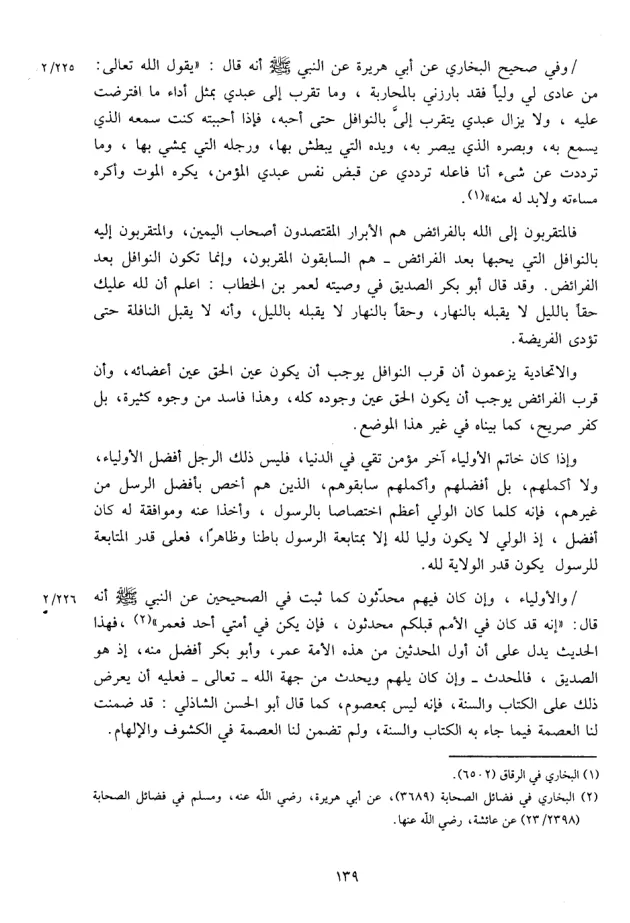 / وفي صحيح البخاري عن أبي هريرة عن النبي ﷺ أنه قال : «يقول الله تعالى: ٢/٢٢٥
من عادى لي ولياً فقد بارزني بالمحاربة ، وما تقرب إلى عبدي بمثل أداء ما افترضت
عليه ، ولا يزال عبدي يتقرب إلىَّ بالنوافل حتى أحبه، فإذا أحببته كنت سمعه الذي
يسمع به، وبصره الذي يبصر به، ويده التي يبطش بها، ورجله التي يمشي بها ، وما
ترددت عن شىء أنا فاعله ترددي عن قبض نفس عبدي المؤمن، يكره الموت وأكره
مساءته ولابد له منه»(١).
فالمتقربون إلى الله بالفرائض هم الأبرار المقتصدون أصحاب اليمين، والمتقربون إليه
بالنوافل التي يحبها بعد الفرائض ـ هم السابقون المقربون، وإنما تكون النوافل بعد
الفرائض. وقد قال أبو بكر الصديق في وصيته لعمر بن الخطاب : اعلم أن لله عليك
حقاً بالليل لا يقبله بالنهار، وحقاً بالنهار لا يقبله بالليل، وأنه لا يقبل النافلة حتى
تؤدى الفريضة.
والاتحادية يزعمون أن قرب النوافل يوجب أن يكون عين الحق عين أعضائه، وأن
قرب الفرائض يوجب أن يكون الحق عين وجوده كله، وهذا فاسد من وجوه كثيرة، بل
كفر صريح، كما بيناه في غير هذا الموضع.
وإذا كان خاتم الأولياء آخر مؤمن تقي في الدنيا، فليس ذلك الرجل أفضل الأولياء،
ولا أكملهم، بل أفضلهم وأكملهم سابقوهم، الذين هم أخص بأفضل الرسل من
غيرهم، فإنه كلما كان الولي أعظم اختصاصا بالرسول ، وأخذا عنه وموافقة له كان
أفضل ، إذ الولي لا يكون وليا لله إلا بمتابعة الرسول باطنا وظاهرًا، فعلى قدر المتابعة
للرسول يكون قدر الولاية لله.
/ والأولياء ، وإن كان فيهم محدّثون كما ثبت في الصحيحين عن النبي ﷺ أنه ٢/٢٢٦
قال: «إنه قد كان في الأمم قبلكم محدثون ، فإن يكن في أمتي أحد فعمر»(٢) ،فهذا
الحديث يدل على أن أول المحدثين من هذه الأمة عمر، وأبو بكر أفضل منه، إذ هو
الصديق ، فالمحدث ـ وإن كان يلهم ويحدث من جهة الله ـ تعالى ـ فعليه أن يعرض
ذلك على الكتاب والسنة، فإنه ليس بمعصوم، كما قال أبو الحسن الشاذلي : قد ضمنت
لنا العصمة فيما جاء به الكتاب والسنة، ولم تضمن لنا العصمة في الكشوف والإلهام.
(١) البخاري في الرقاق (٦٥٠٢).
(٢) البخاري في فضائل الصحابة (٣٦٨٩)، عن أبي هريرة، رضي اللّه عنه، ومسلم في فضائل الصحابة
(٢٣/٢٣٩٨) عن عائشة، رضي اللّه عنها.
١٣٩